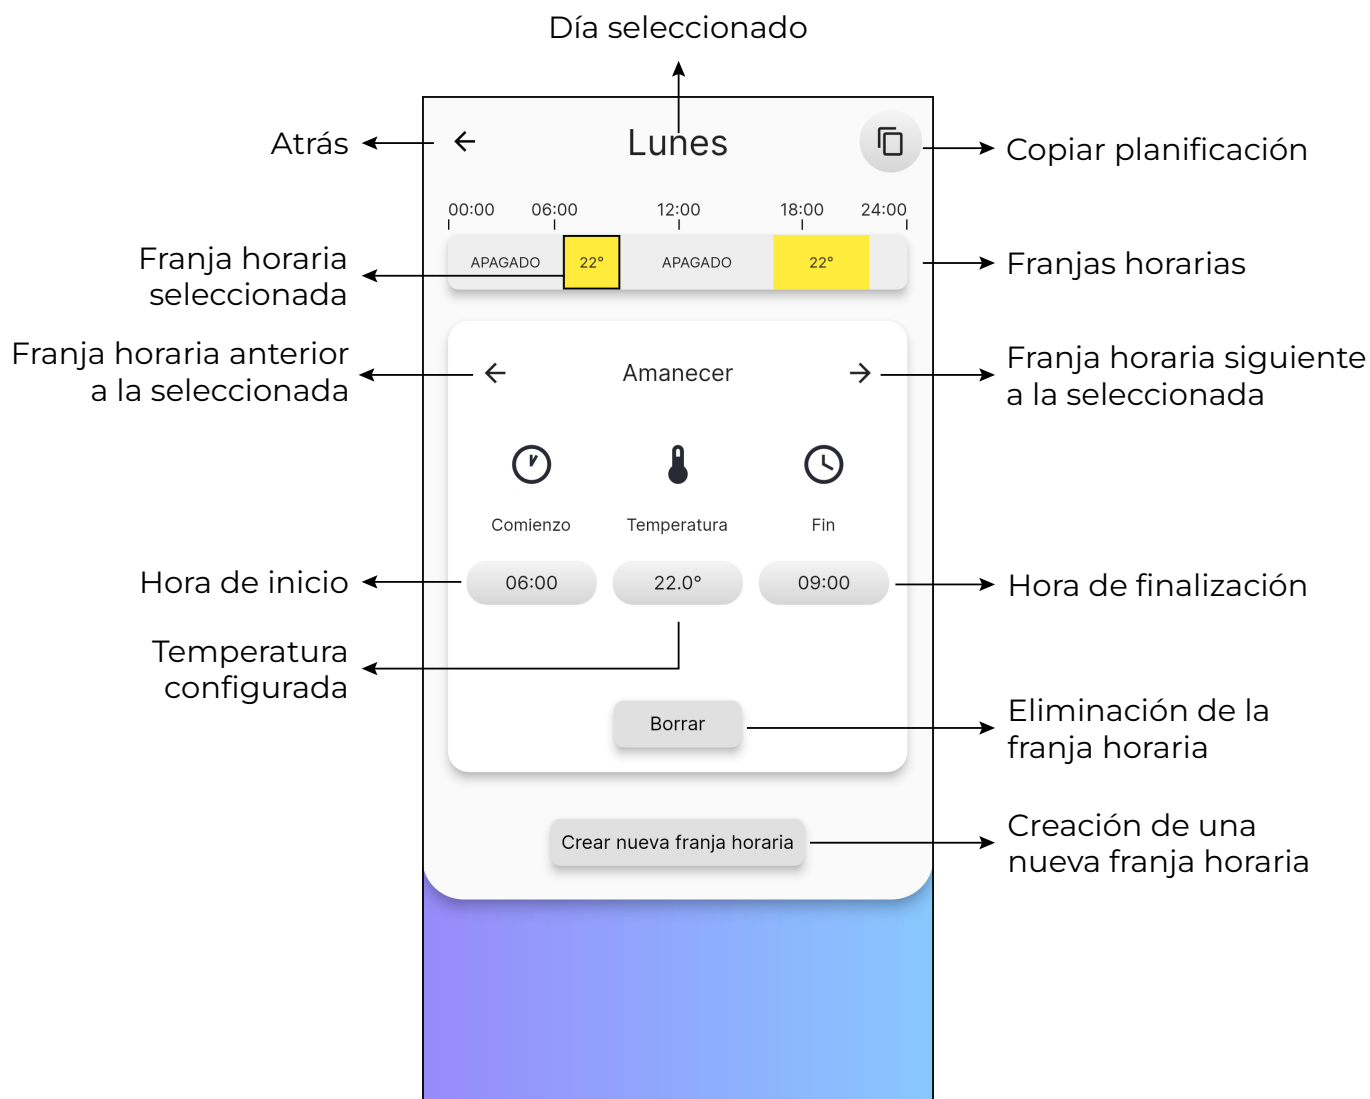 Día seleccionado
Atrás
Lunes
Copiar planificación
00:00 06:00 12:00 18:00 24:00
Franja horaria
seleccionada
APAGADO 22° APAGADO 22°
Franjas horarias
Franja horaria anterior
a la seleccionada
Amanecer
Franja horaria siguiente
a la seleccionada
Comienzo Temperatura Fin
Hora de inicio
06:00 22.0° 09:00
Hora de finalización
Temperatura
configurada
Borrar
Eliminación de la
franja horaria
Crear nueva franja horaria
Creación de una
nueva franja horaria